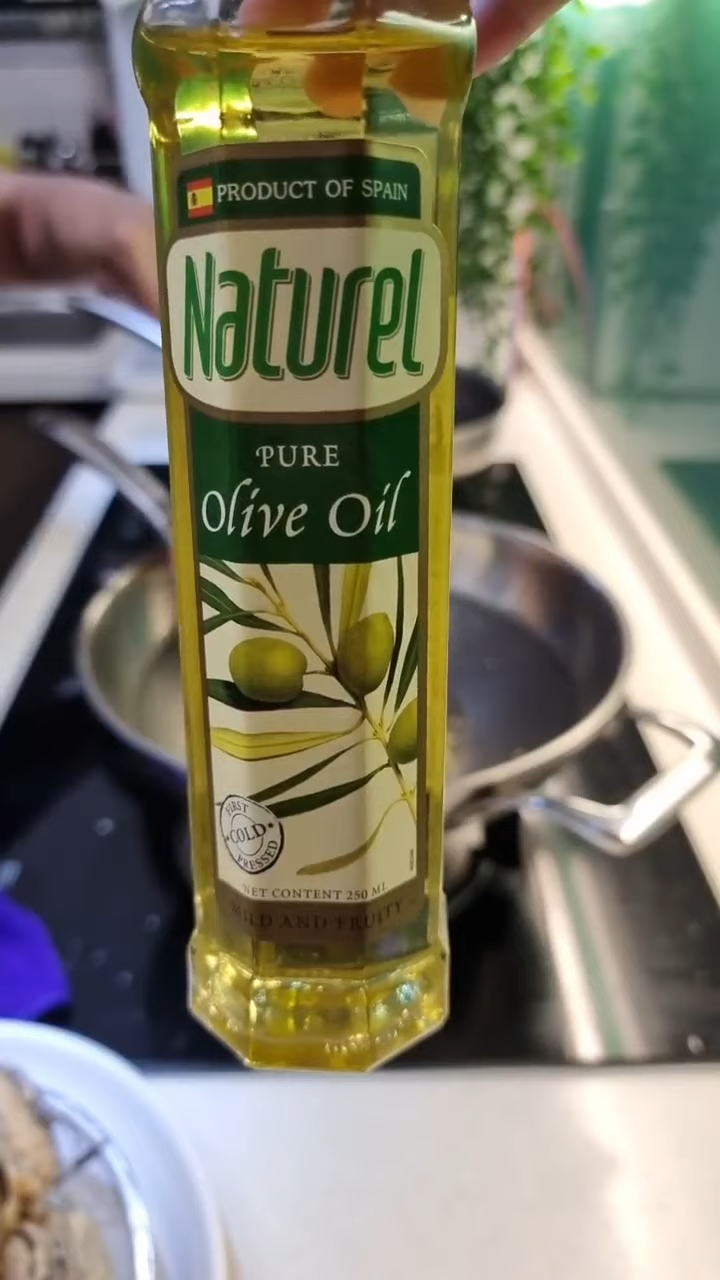 PRODUCT OF SPAIN
Naturel
PURE
Olive Oil
FIRST
COLD
PRESSED
NET CONTENT 250 ML
MILD AND FRUITY